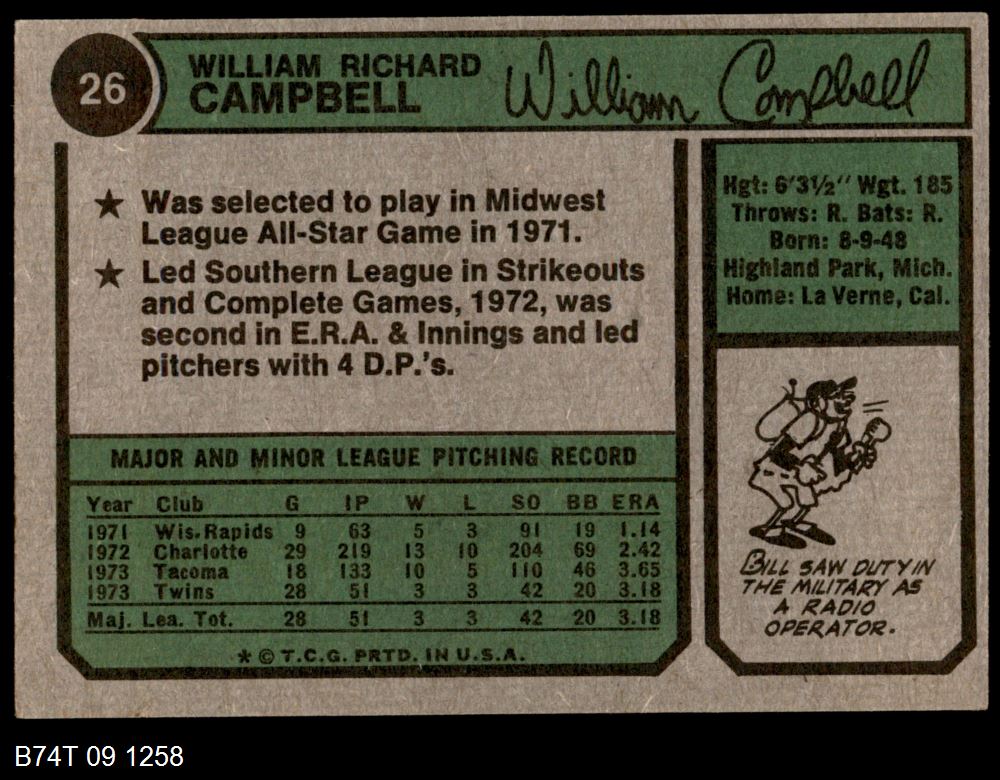 26
WILLIAM RICHARD
CAMPBELL
William Campbell
★ Was selected to play in Midwest
League All-Star Game in 1971.
★ Led Southern League in Strikeouts
and Complete Games, 1972, was
second in E.R.A. & Innings and led
pitchers with 4 D.P.'s.
Hgt: 6'3½" Wgt. 185
Throws: R. Bats: R.
Born: 8-9-48
Highland Park, Mich.
Home: La Verne, Cal.
MAJOR AND MINOR LEAGUE PITCHING RECORD
Year Club G IP W L SO BB ERA
1971 Wis. Rapids 9 63 5 3 91 19 1.14
1972 Charlotte 29 219 13 10 204 69 2.42
1973 Tacoma 18 133 10 5 110 46 3.65
1973 Twins 28 51 3 3 42 20 3.18
Maj. Lea. Tot. 28 51 3 3 42 20 3.18
* © T.C.G. PRTD. IN U.S.A.
BILL SAW DUTY IN
THE MILITARY AS
A RADIO
OPERATOR.
B74T 09 1258